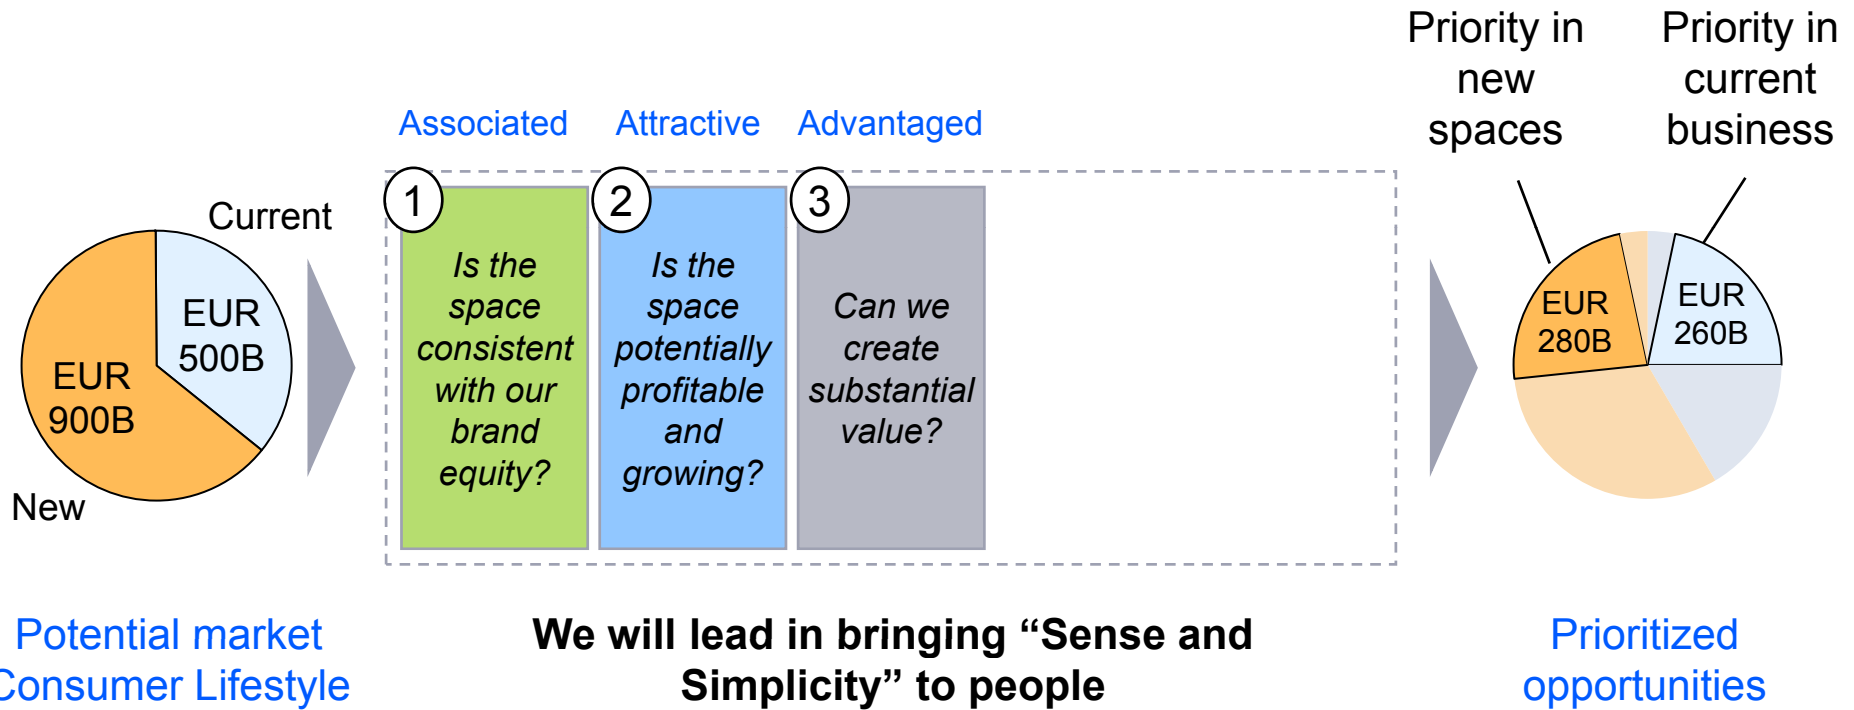 Priority in
new
spaces
Priority in
current
business
Associated
Attractive
Advantaged
1
2
3
Current
EUR
500B
EUR
900B
New
Is the
space
consistent
with our
brand
equity?
Is the
space
potentially
profitable
and
growing?
Can we
create
substantial
value?
EUR
280B
EUR
260B
Potential market
Consumer Lifestyle
We will lead in bringing “Sense and
Simplicity” to people
Prioritized
opportunities